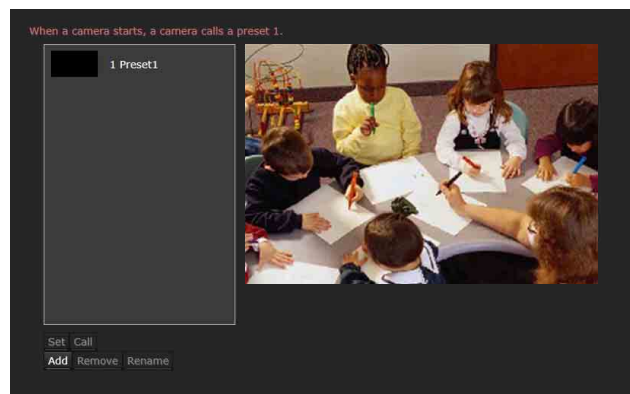 When a camera starts, a camera calls a preset 1.
1 Preset1
Set Call
Add Remove Rename